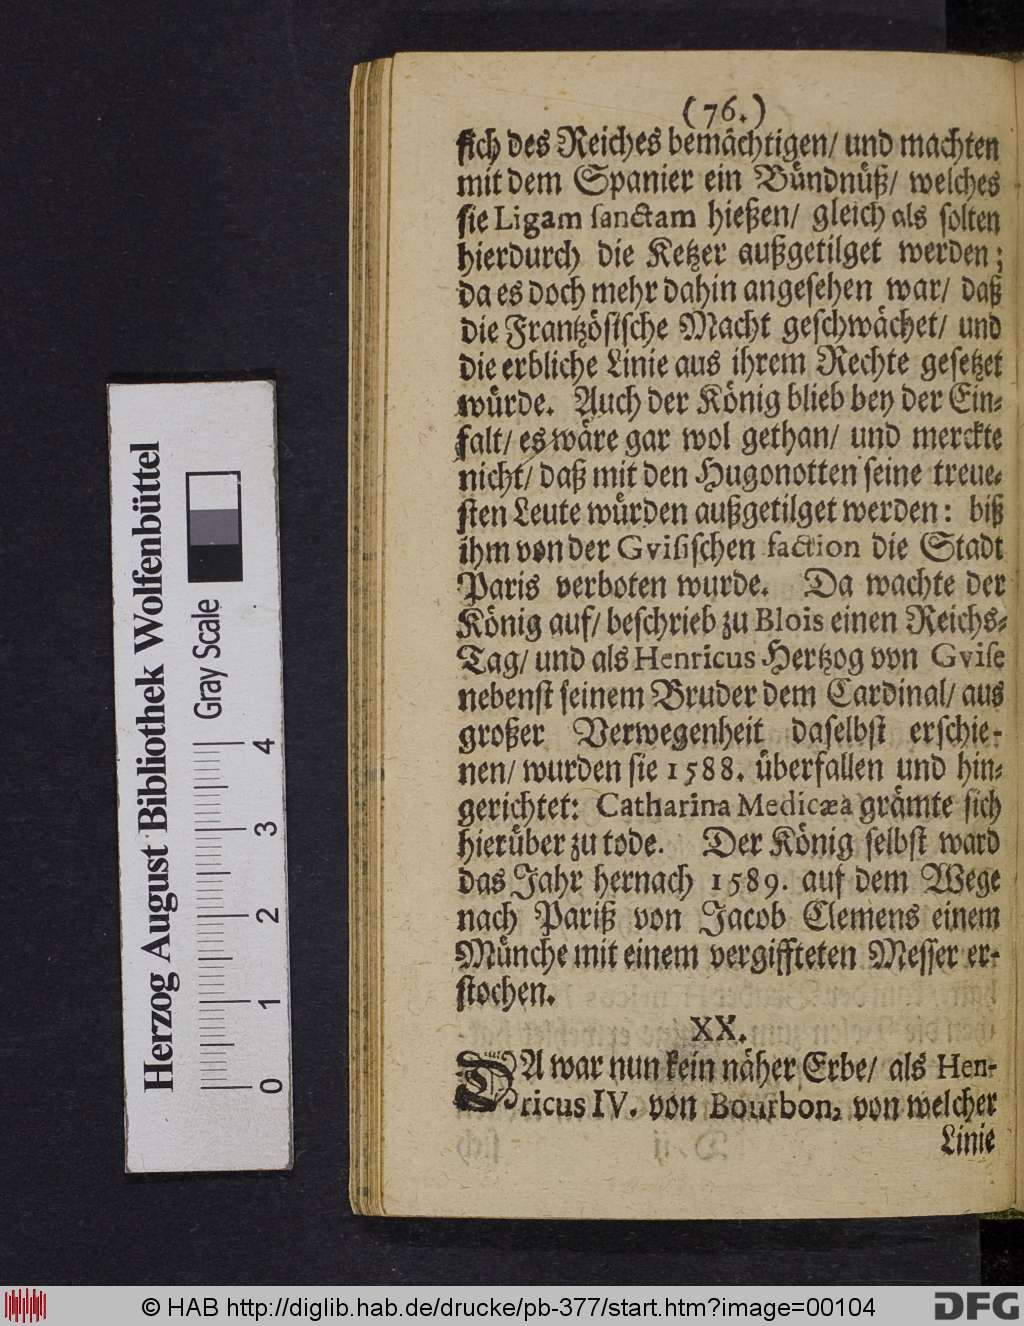 (76.)
sich des Reiches bemächtigen/ und machten
mit dem Spanier ein Bündnüß/ welches
sie Ligam sanctam hießen/ gleich als solten
hierdurch die Ketzer außgetilget werden;
da es doch mehr dahin angesehen war/ daß
die Frantzösische Macht geschwächet/ und
die erbliche Linie aus ihrem Rechte gesetzet
würde. Auch der König blieb bey der Ein-
falt/ es wäre gar wol gethan/ und merckte
nicht/ daß mit den Hugonotten seine treue-
sten Leute würden außgetilget werden: biß
ihm von der Gvisischen faction die Stadt
Paris verboten wurde. Da wachte der
König auf/ beschrieb zu Blois einen Reichs-
Tag/ und als Henricus Hertzog von Gvise
nebenst seinem Bruder dem Cardinal/ aus
großer Verwegenheit daselbst erschie-
nen/ wurden sie 1588. überfallen und hin-
gerichtet: Catharina Medicæa grämte sich
hierüber zu tode. Der König selbst ward
das Jahr hernach 1589. auf dem Wege
nach Pariß von Jacob Clemens einem
Münche mit einem vergiffteten Messer er-
stochen.
XX.
DA war nun kein näher Erbe/ als Hen-
ricus IV. von Bourbon, von welcher
Linie
Herzog August Bibliothek Wolfenbüttel
Gray Scale
0 1 2 3 4
© HAB http://diglib.hab.de/drucke/pb-377/start.htm?image=00104
DFG